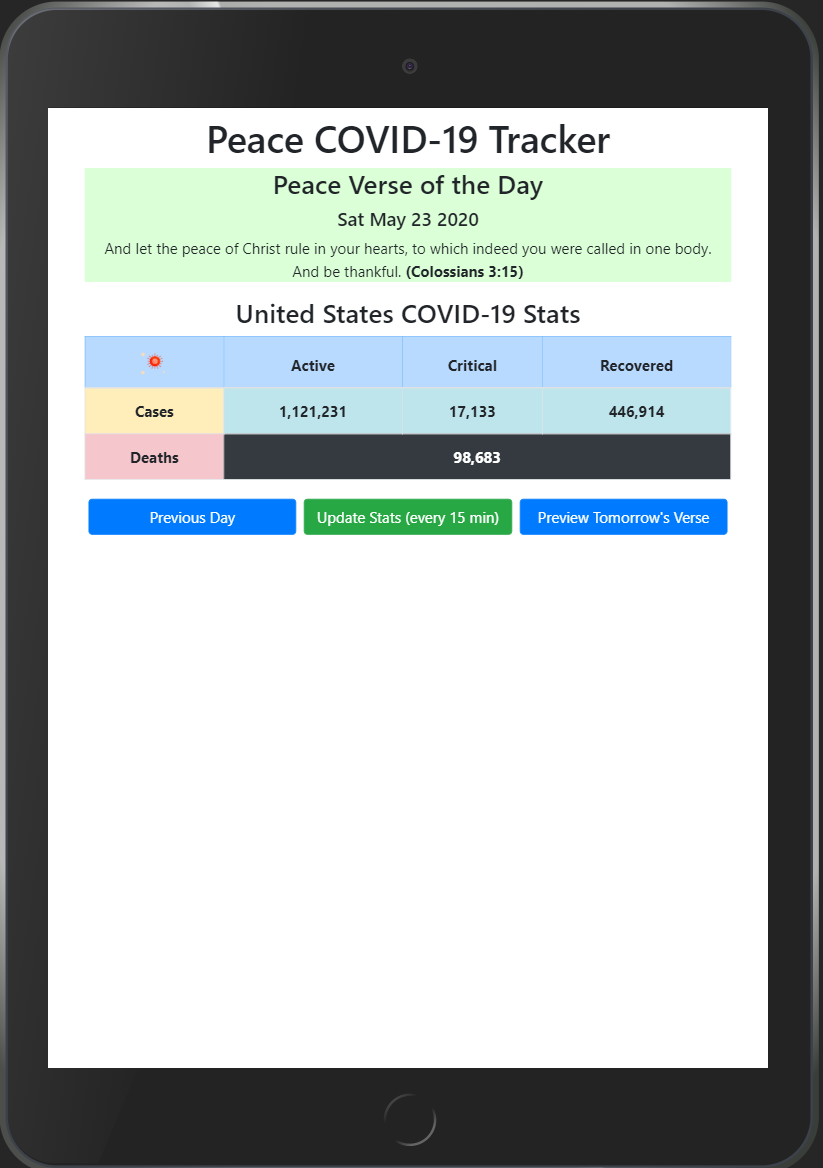 Peace COVID-19 Tracker
Peace Verse of the Day
Sat May 23 2020
And let the peace of Christ rule in your hearts, to which indeed you were called in one body.
And be thankful. (Colossians 3:15)
United States COVID-19 Stats
Active Critical Recovered
Cases 1,121,231 17,133 446,914
Deaths 98,683
Previous Day Update Stats (every 15 min) Preview Tomorrow's Verse